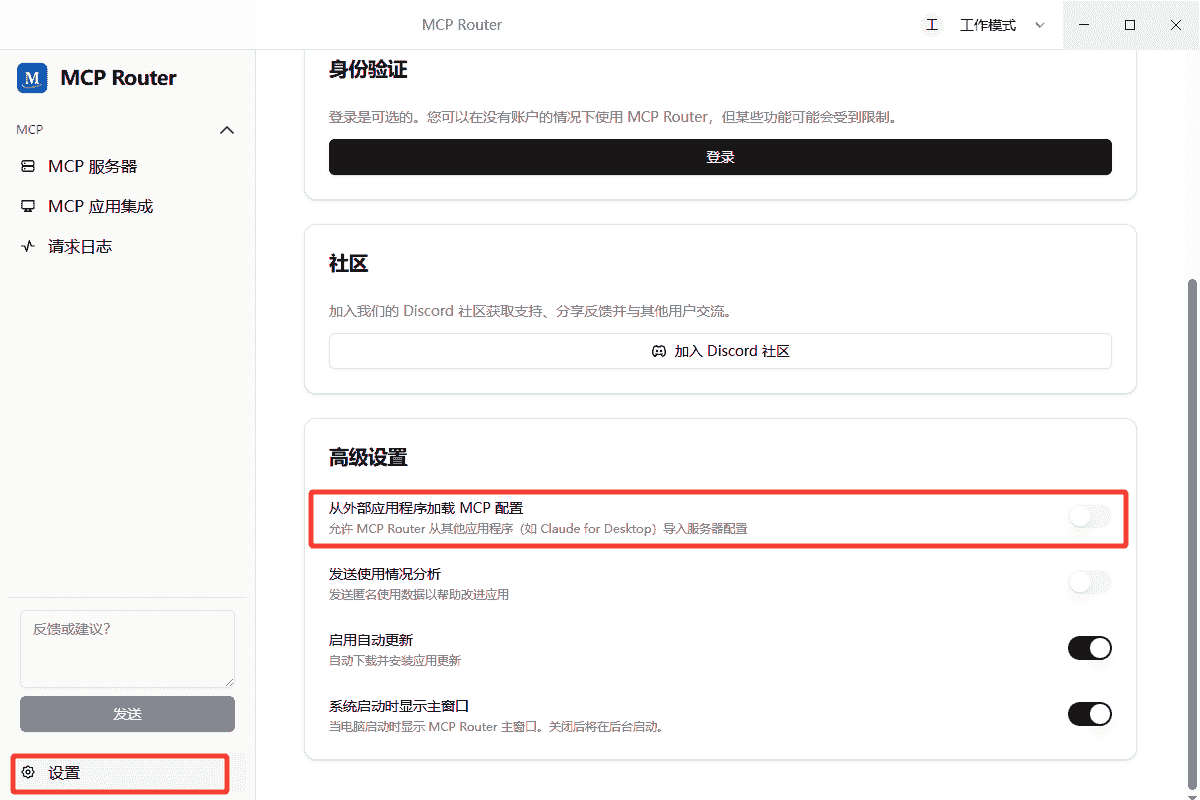 MCP Router
工 工作模式
M MCP Router
MCP
MCP 服务器
MCP 应用集成
请求日志
反馈或建议?
发送
设置
身份验证
登录是可选的。您可以在没有账户的情况下使用 MCP Router，但某些功能可能会受到限制。
登录
社区
加入我们的 Discord 社区获取支持、分享反馈并与其他用户交流。
加入 Discord 社区
高级设置
从外部应用程序加载 MCP 配置
允许 MCP Router 从其他应用程序（如 Claude for Desktop）导入服务器配置
发送使用情况分析
发送匿名使用数据以帮助改进应用
启用自动更新
自动下载并安装应用更新
系统启动时显示主窗口
当电脑启动时显示 MCP Router 主窗口。关闭后将在后台启动。